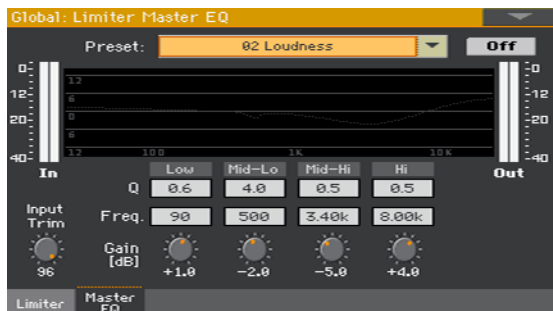 Global: Limiter Master EQ
Preset: 02 Loudness Off
0 0
12 12 12
6
20 0 20
6
40 12 100 1K 10K 40
In Low Mid-Lo Mid-Hi Hi Out
Q 0.6 4.0 0.5 0.5
Input Trim Freq. 90 500 3.40k 8.00k
Gain [dB]
96 +1.0 -2.0 -5.0 +4.0
Limiter Master EQ